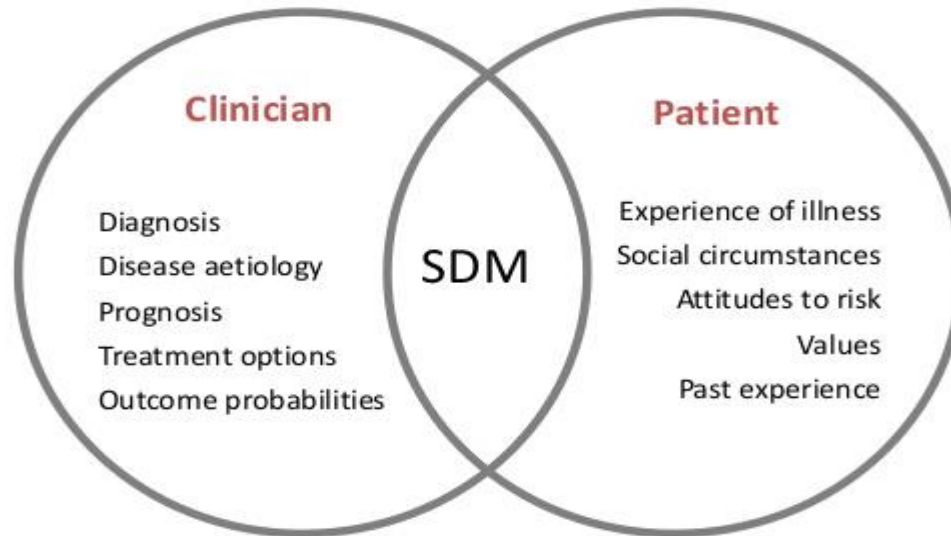 Clinician
Diagnosis
Disease aetiology
Prognosis
Treatment options
Outcome probabilities
SDM
Patient
Experience of illness
Social circumstances
Attitudes to risk
Values
Past experience